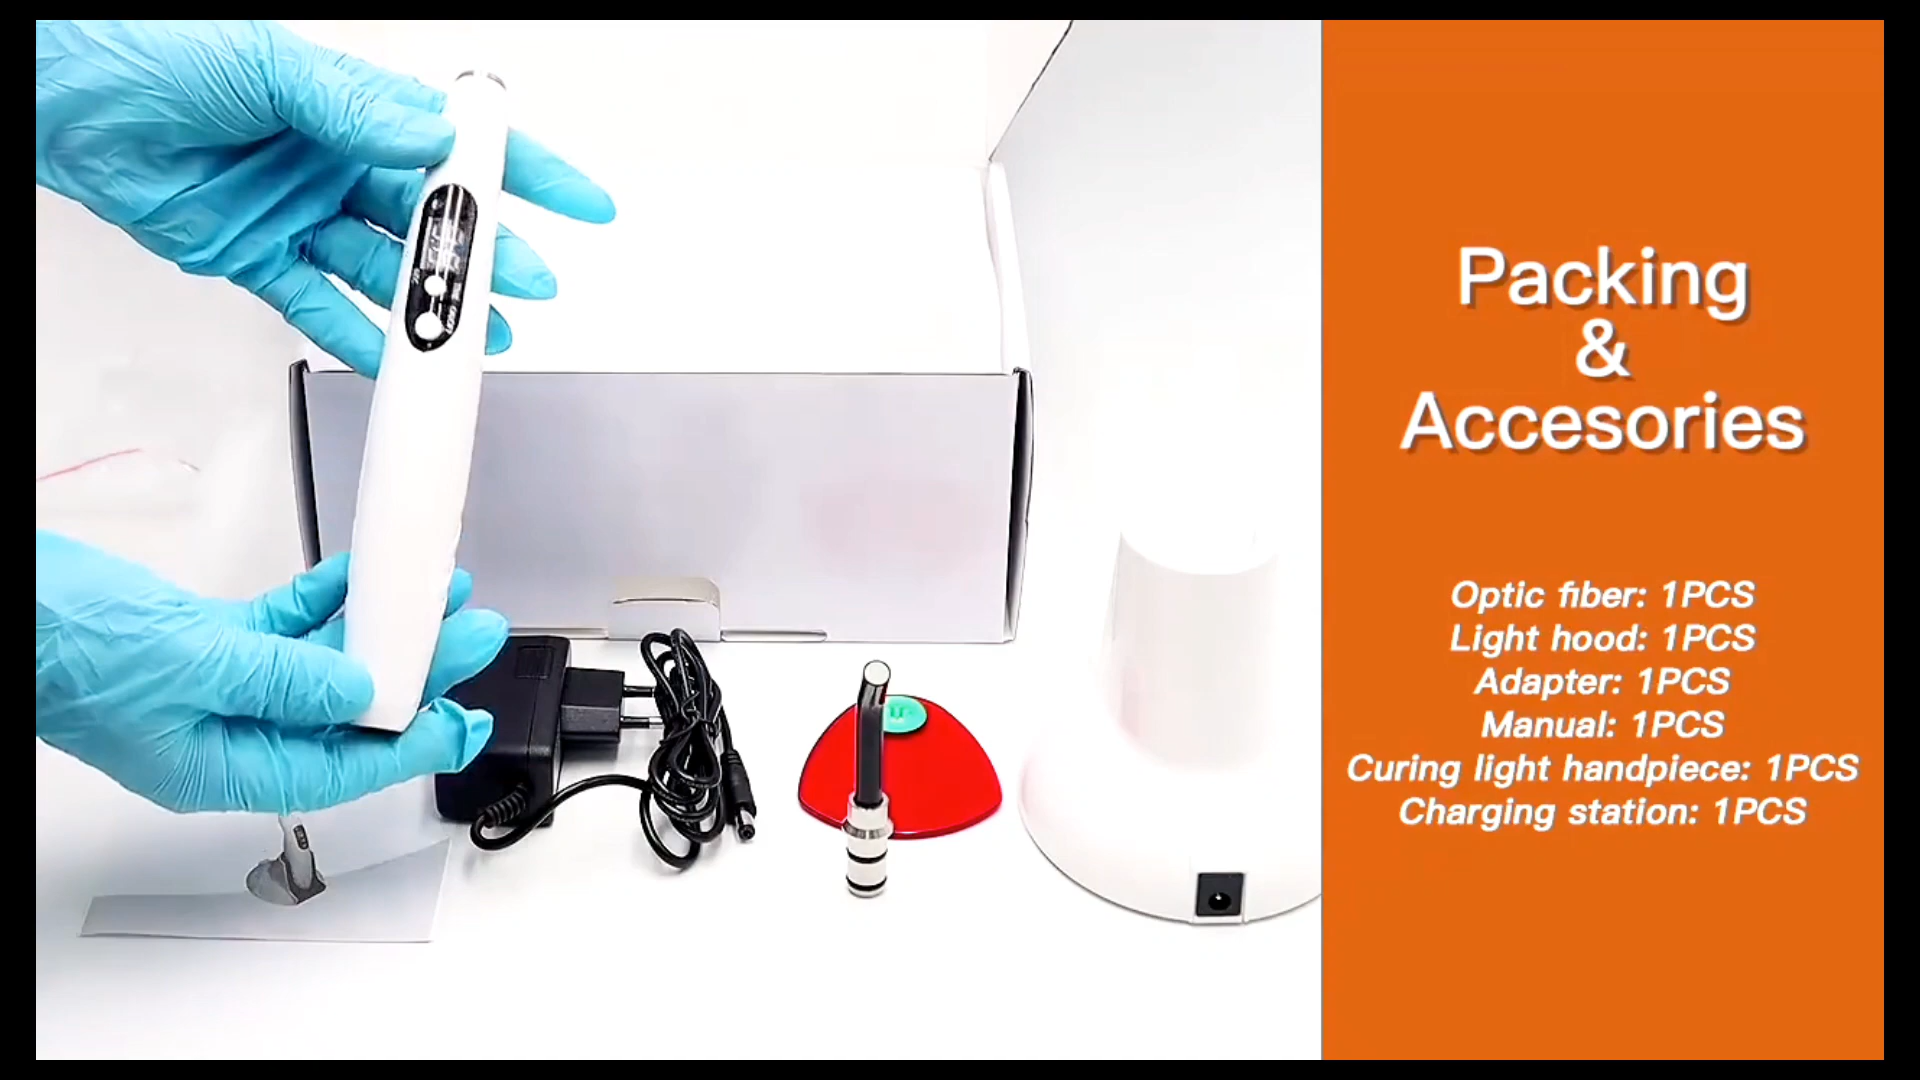 Packing
&
Accesories
Optic fiber: 1PCS
Light hood: 1PCS
Adapter: 1PCS
Manual: 1PCS
Curing light handpiece: 1PCS
Charging station: 1PCS